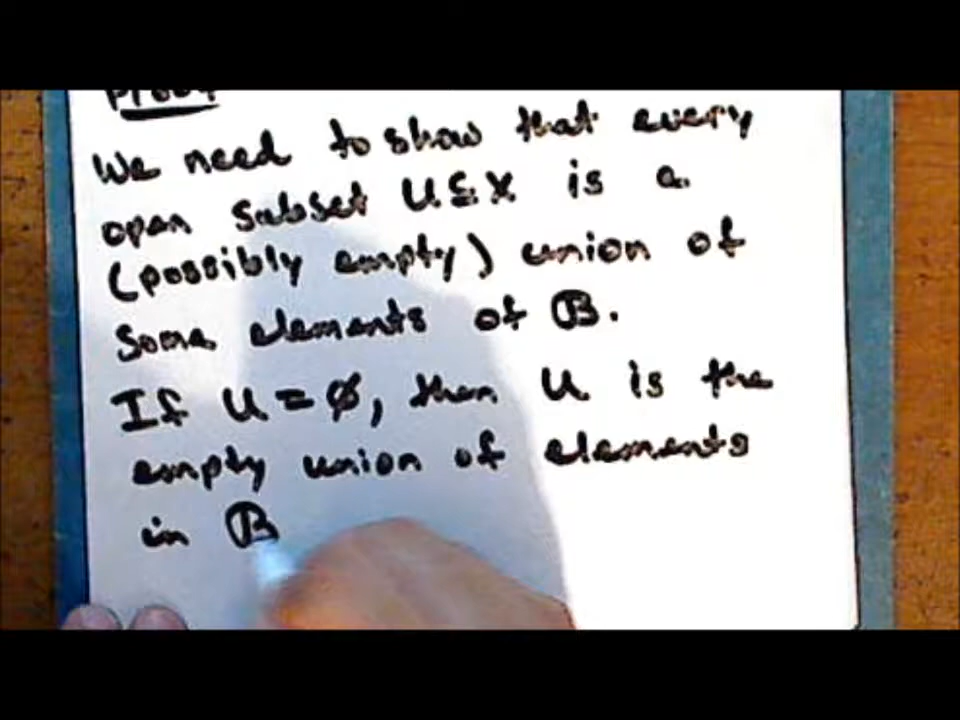 Proof
We need to show that every
open subset U ⊆ X is a
(possibly empty) union of
some elements of 𝔹.
If U = ∅, then U is the
empty union of elements
in 𝔹